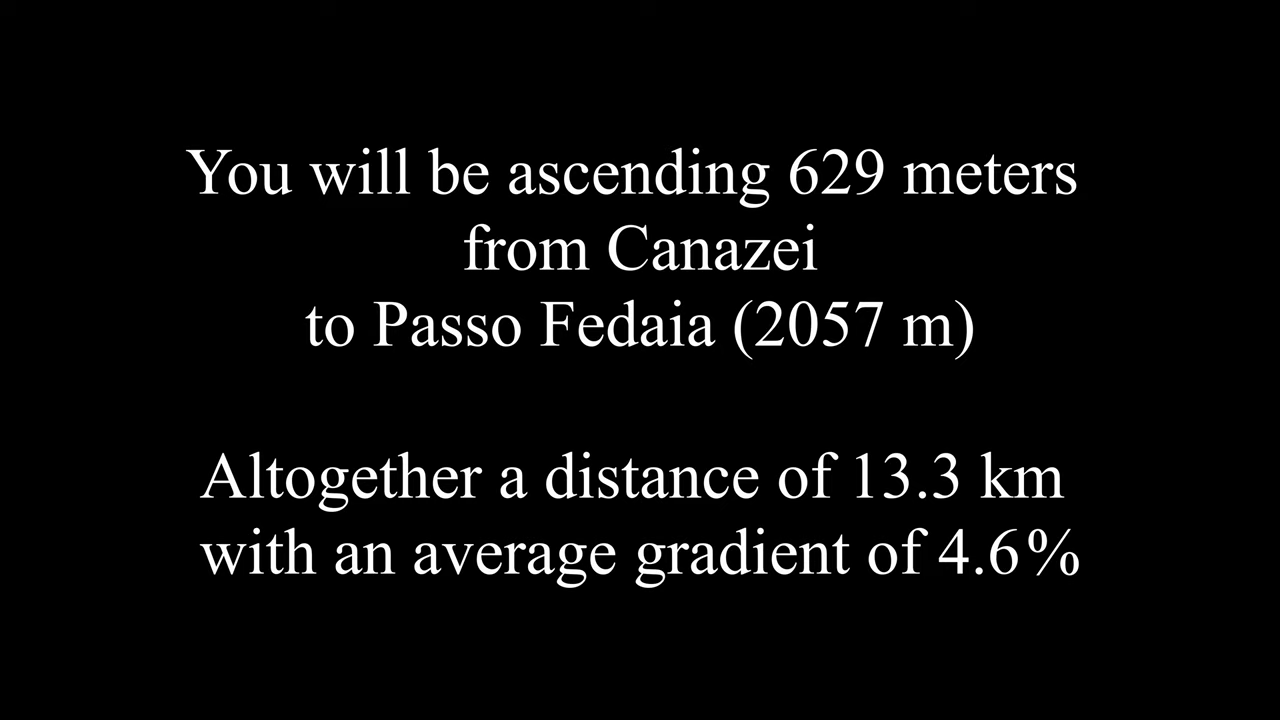 You will be ascending 629 meters
from Canazei
to Passo Fedaia (2057 m)
Altogether a distance of 13.3 km
with an average gradient of 4.6%